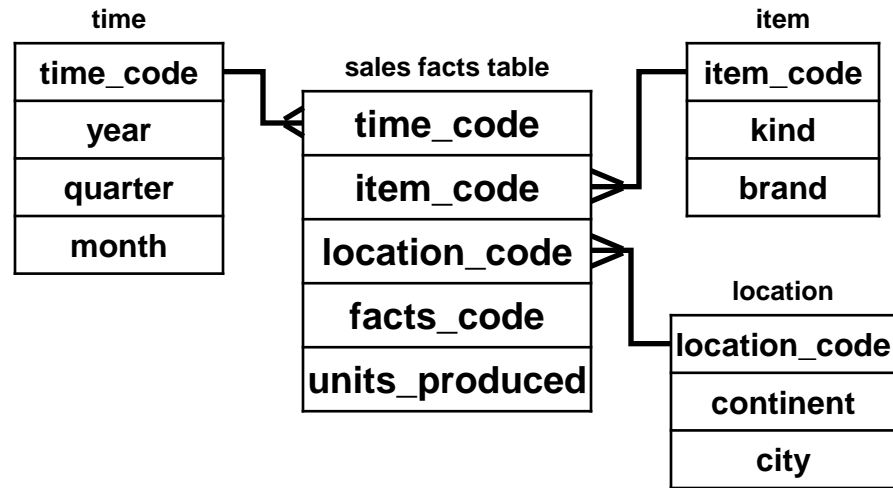 time
time_code
year
quarter
month
sales facts table
time_code
item_code
location_code
facts_code
units_produced
item
item_code
kind
brand
location
location_code
continent
city